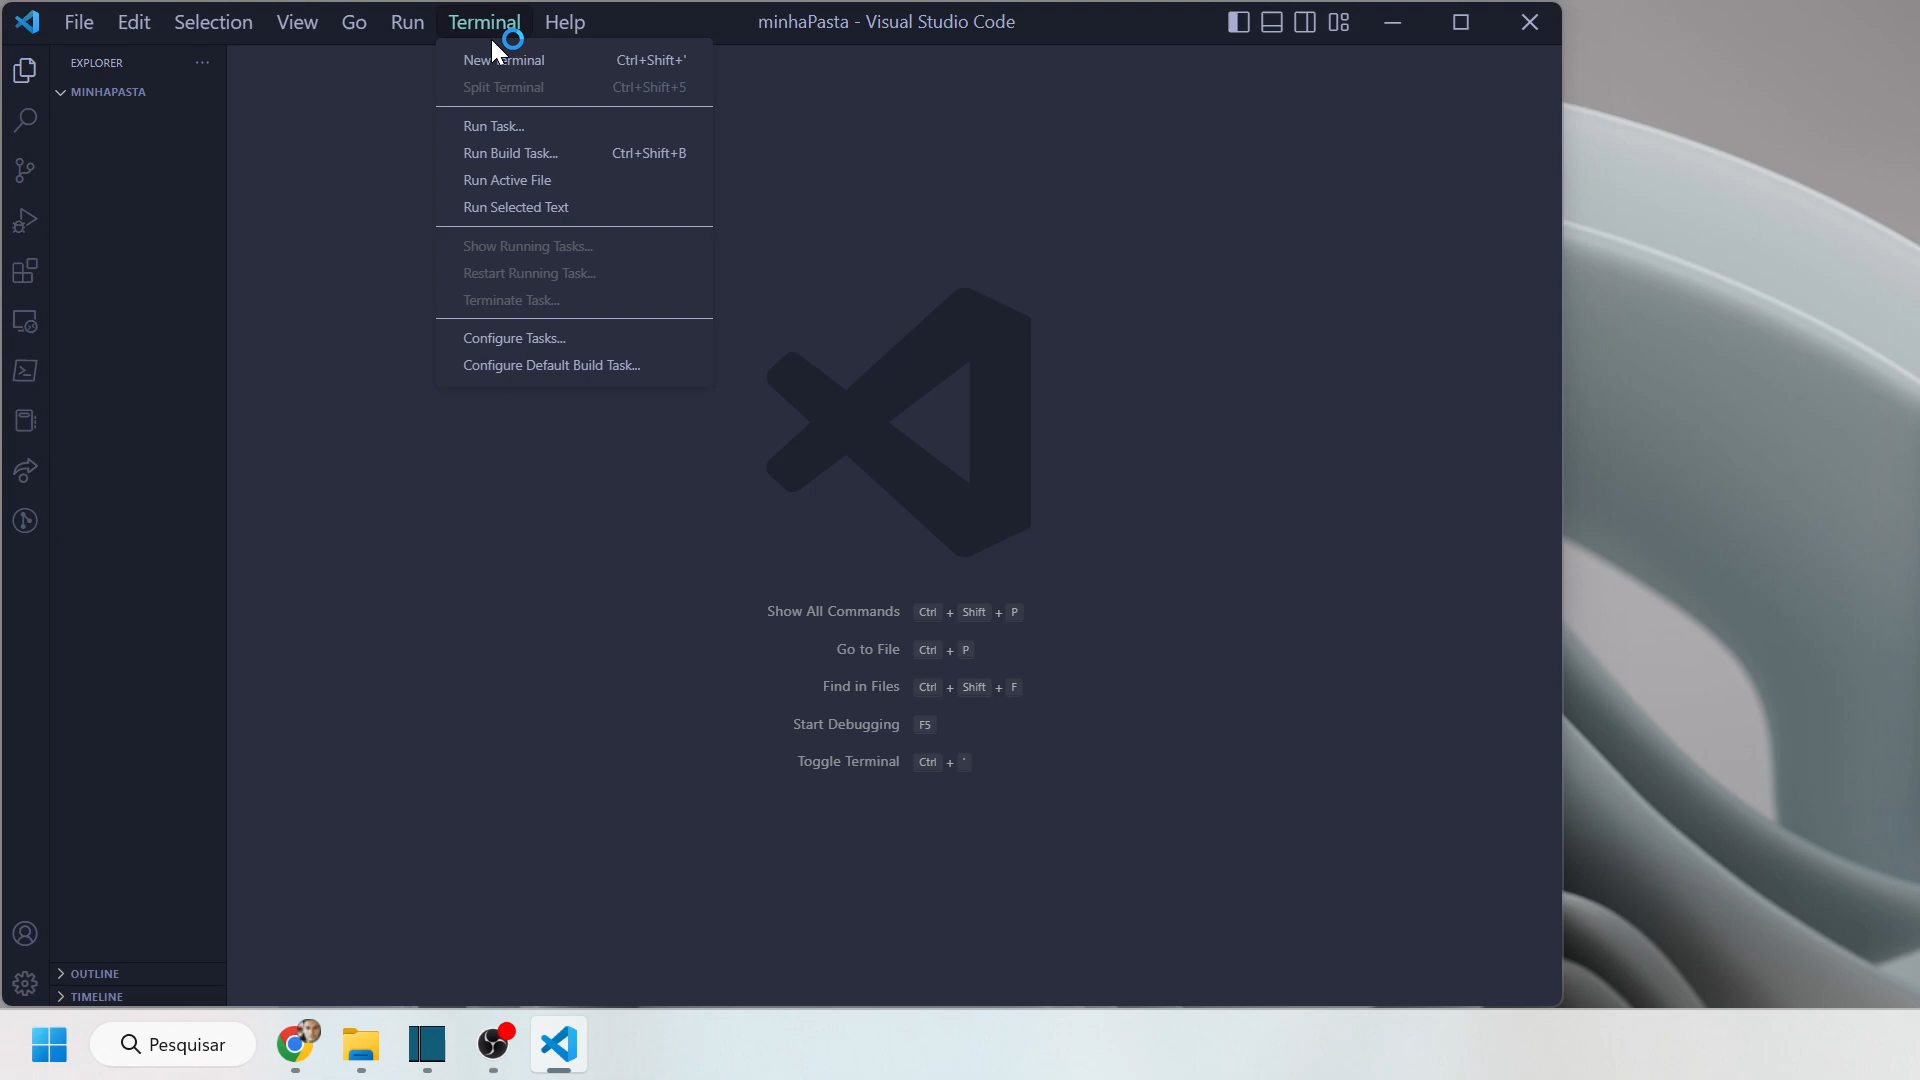 File Edit Selection View Go Run Terminal Help minhaPasta - Visual Studio Code
EXPLORER
MINHAPASTA
New Terminal Ctrl+Shift+'
Split Terminal Ctrl+Shift+5
Run Task...
Run Build Task... Ctrl+Shift+B
Run Active File
Run Selected Text
Show Running Tasks...
Restart Running Task...
Terminate Task...
Configure Tasks...
Configure Default Build Task...
Show All Commands Ctrl + Shift + P
Go to File Ctrl + P
Find in Files Ctrl + Shift + F
Start Debugging F5
Toggle Terminal Ctrl + '
OUTLINE
TIMELINE
Pesquisar